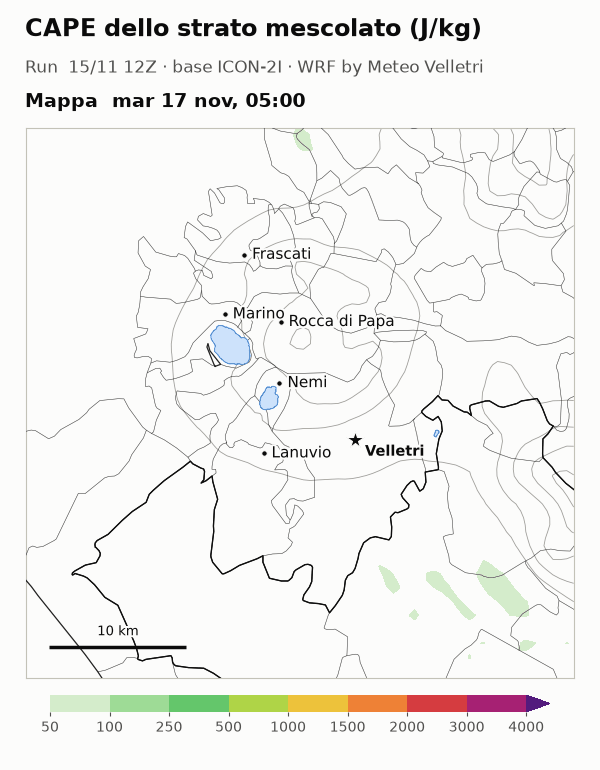 CAPE dello strato mescolato (J/kg)
Run  15/11 12Z · base ICON-2I · WRF by Meteo Velletri
Mappa  mar 17 nov, 05:00
Frascati
Marino
Rocca di Papa
Nemi
Velletri
Lanuvio
10 km
50 100 250 500 1000 1500 2000 3000 4000